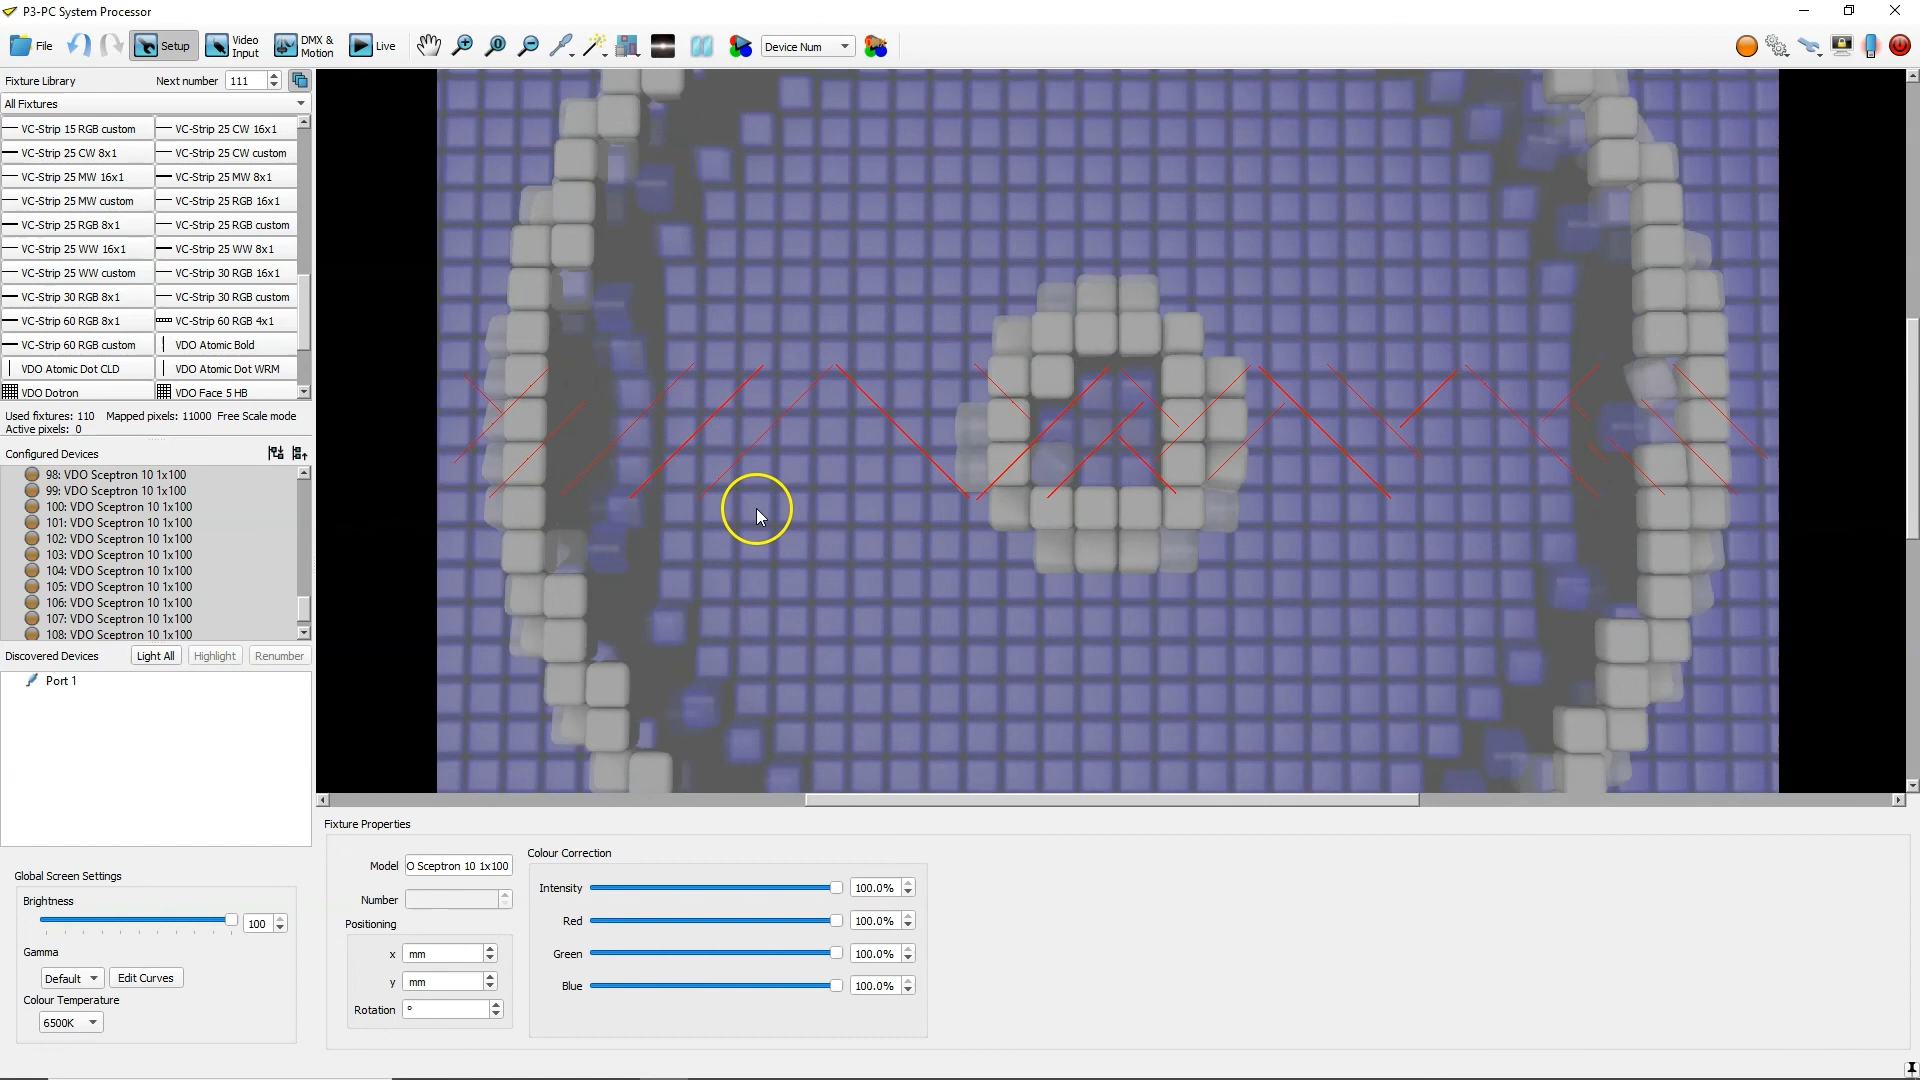 P3-PC System Processor
File Setup Video Input DMX & Motion Live Device Num
Fixture Library Next number 111
All Fixtures
VC-Strip 15 RGB custom VC-Strip 25 CW 16x1
VC-Strip 25 CW 8x1 VC-Strip 25 CW custom
VC-Strip 25 MW 16x1 VC-Strip 25 MW 8x1
VC-Strip 25 MW custom VC-Strip 25 RGB 16x1
VC-Strip 25 RGB 8x1 VC-Strip 25 RGB custom
VC-Strip 25 WW 16x1 VC-Strip 25 WW 8x1
VC-Strip 25 WW custom VC-Strip 30 RGB 16x1
VC-Strip 30 RGB 8x1 VC-Strip 30 RGB custom
VC-Strip 60 RGB 8x1 VC-Strip 60 RGB 4x1
VC-Strip 60 RGB custom VDO Atomic Bold
VDO Atomic Dot CLD VDO Atomic Dot WRM
VDO Dotron VDO Face 5 HB
Used fixtures: 110 Mapped pixels: 11000 Free Scale mode
Active pixels: 0
Configured Devices
98: VDO Sceptron 10 1x100
99: VDO Sceptron 10 1x100
100: VDO Sceptron 10 1x100
101: VDO Sceptron 10 1x100
102: VDO Sceptron 10 1x100
103: VDO Sceptron 10 1x100
104: VDO Sceptron 10 1x100
105: VDO Sceptron 10 1x100
106: VDO Sceptron 10 1x100
107: VDO Sceptron 10 1x100
108: VDO Sceptron 10 1x100
Discovered Devices Light All Highlight Renumber
Port 1
Global Screen Settings
Brightness
100
Gamma
Default Edit Curves
Colour Temperature
6500K
Fixture Properties
Model O Sceptron 10 1x100
Number
Positioning
x mm
y mm
Rotation °
Colour Correction
Intensity 100.0%
Red 100.0%
Green 100.0%
Blue 100.0%